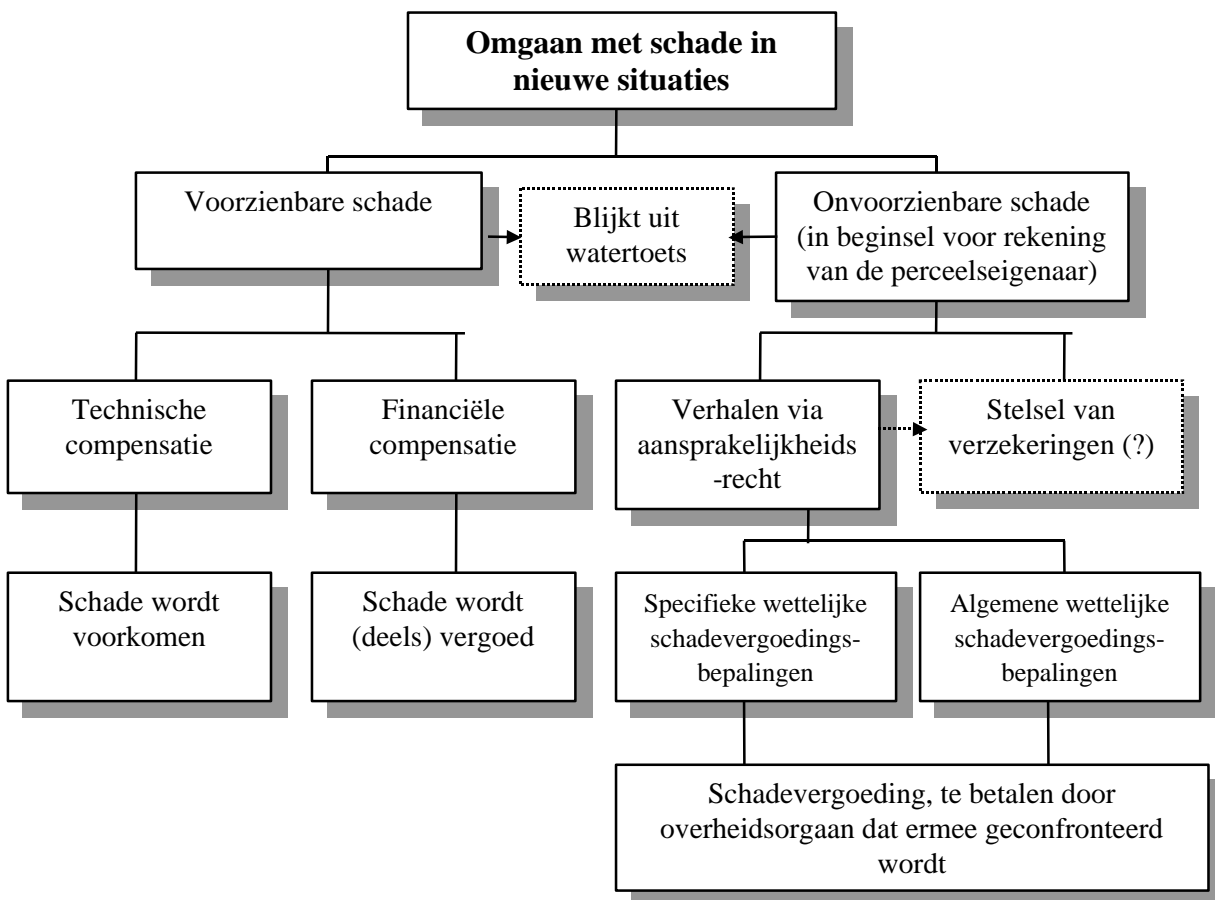 Omgaan met schade in
nieuwe situaties
Voorzienbare schade
Blijkt uit
watertoets
Onvoorzienbare schade
(in beginsel voor rekening
van de perceelseigenaar)
Technische
compensatie
Financiële
compensatie
Verhalen via
aansprakelijkheids
-recht
Stelsel van
verzekeringen (?)
Schade wordt
voorkomen
Schade wordt
(deels) vergoed
Specifieke wettelijke
schadevergoedings-
bepalingen
Algemene wettelijke
schadevergoedings-
bepalingen
Schadevergoeding, te betalen door
overheidsorgaan dat ermee geconfronteerd
wordt